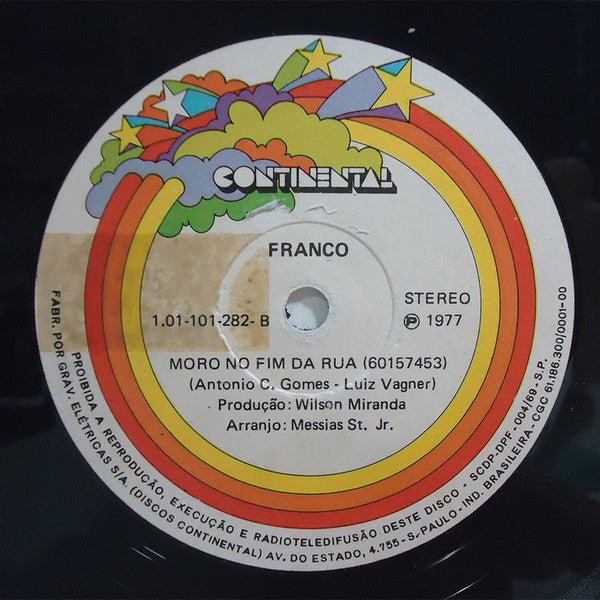 CONTINENTAL
FRANCO
STEREO
1.01-101-282- B
Ⓟ 1977
MORO NO FIM DA RUA (60157453)
(Antonio C. Gomes - Luiz Vagner)
Produção: Wilson Miranda
Arranjo: Messias St. Jr.
PROIBIDA A REPRODUÇÃO, EXECUÇÃO E RADIOTELEDIFUSÃO DESTE DISCO - SCDP-DPF - 004/69 - S.P.
FABR. POR GRAV. ELÉTRICAS S/A (DISCOS CONTINENTAL) AV. DO ESTADO, 4.755 - S. PAULO - IND. BRASILEIRA - CGC 61.186.300/0001-00